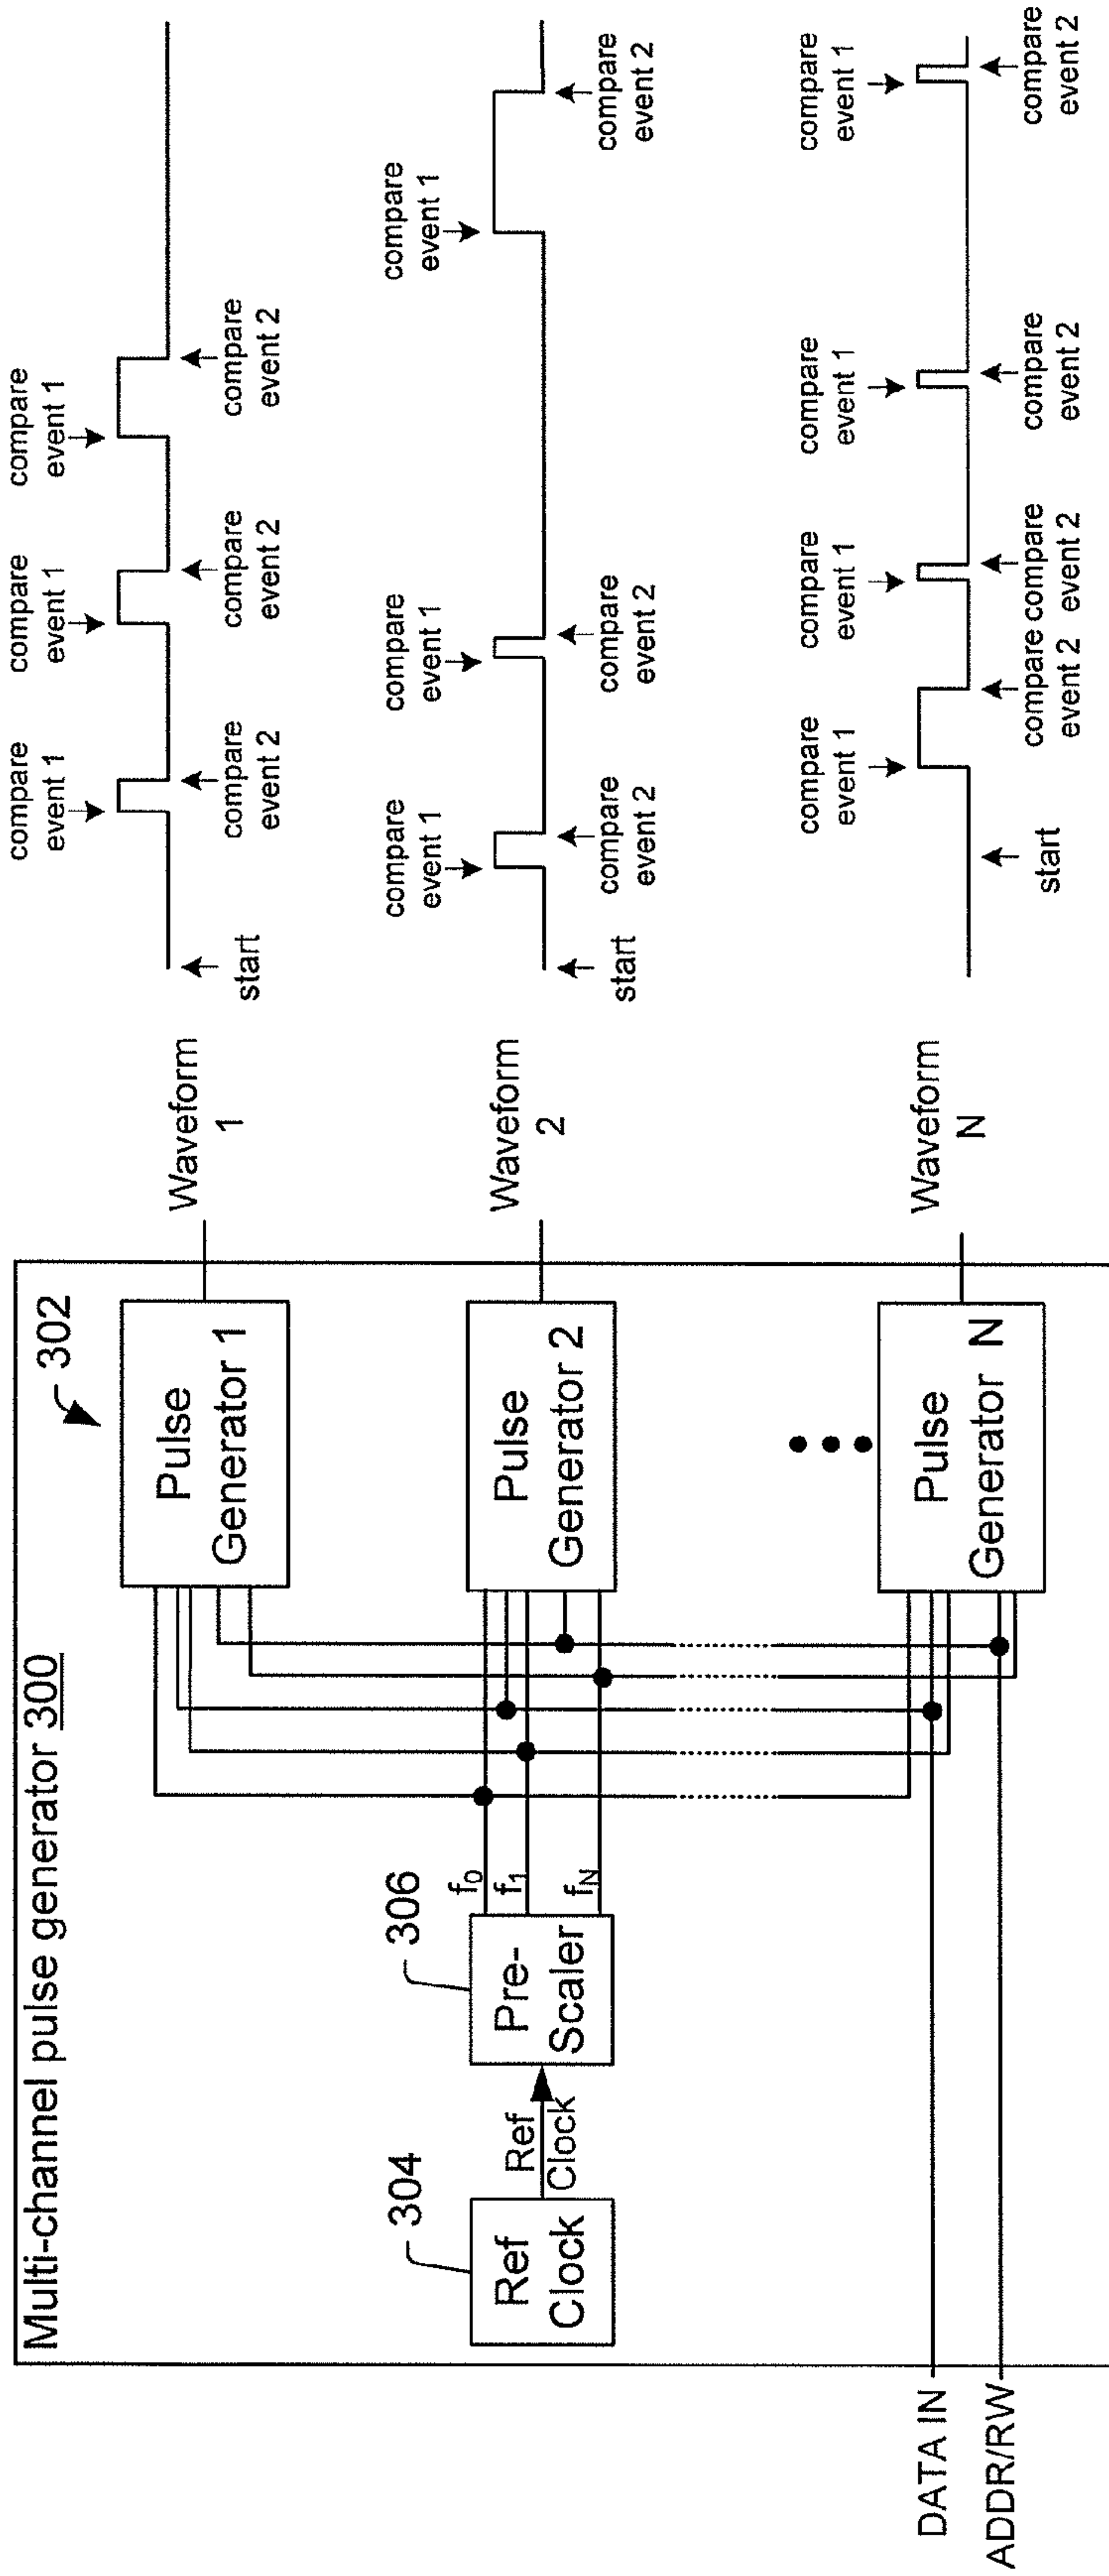 Multi-channel pulse generator 300
302
Pulse
Generator 1
Pulse
Generator 2
Pulse
Generator N
304
Ref
Clock
Ref
Clock
306
Pre-
Scaler
f0
f1
fN
DATA IN
ADDR/RW
Waveform
1
start
compare
event 1
compare
event 2
compare
event 1
compare
event 2
compare
event 1
compare
event 2
Waveform
2
start
compare
event 1
compare
event 2
compare
event 1
compare
event 2
compare
event 1
compare
event 2
Waveform
N
start
compare
event 1
compare
event 2
compare
event 1
compare
event 2
compare
event 1
compare
event 2
compare
event 1
compare
event 2